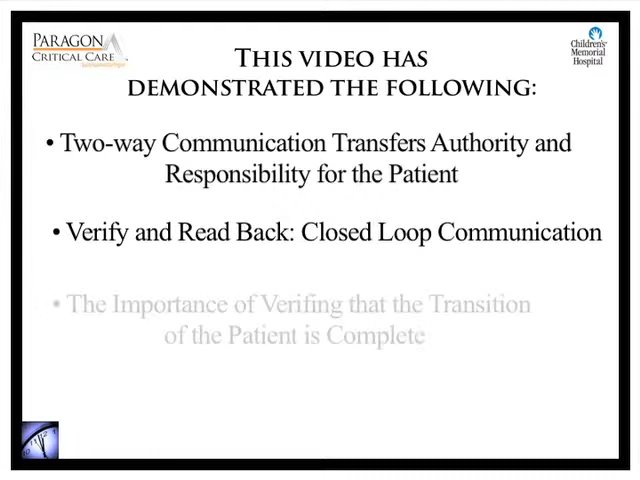 PARAGON
CRITICAL CARE
THIS VIDEO HAS
DEMONSTRATED THE FOLLOWING:
Children's
Memorial
Hospital
• Two-way Communication Transfers Authority and
Responsibility for the Patient
• Verify and Read Back: Closed Loop Communication
• The Importance of Verifing that the Transition
of the Patient is Complete